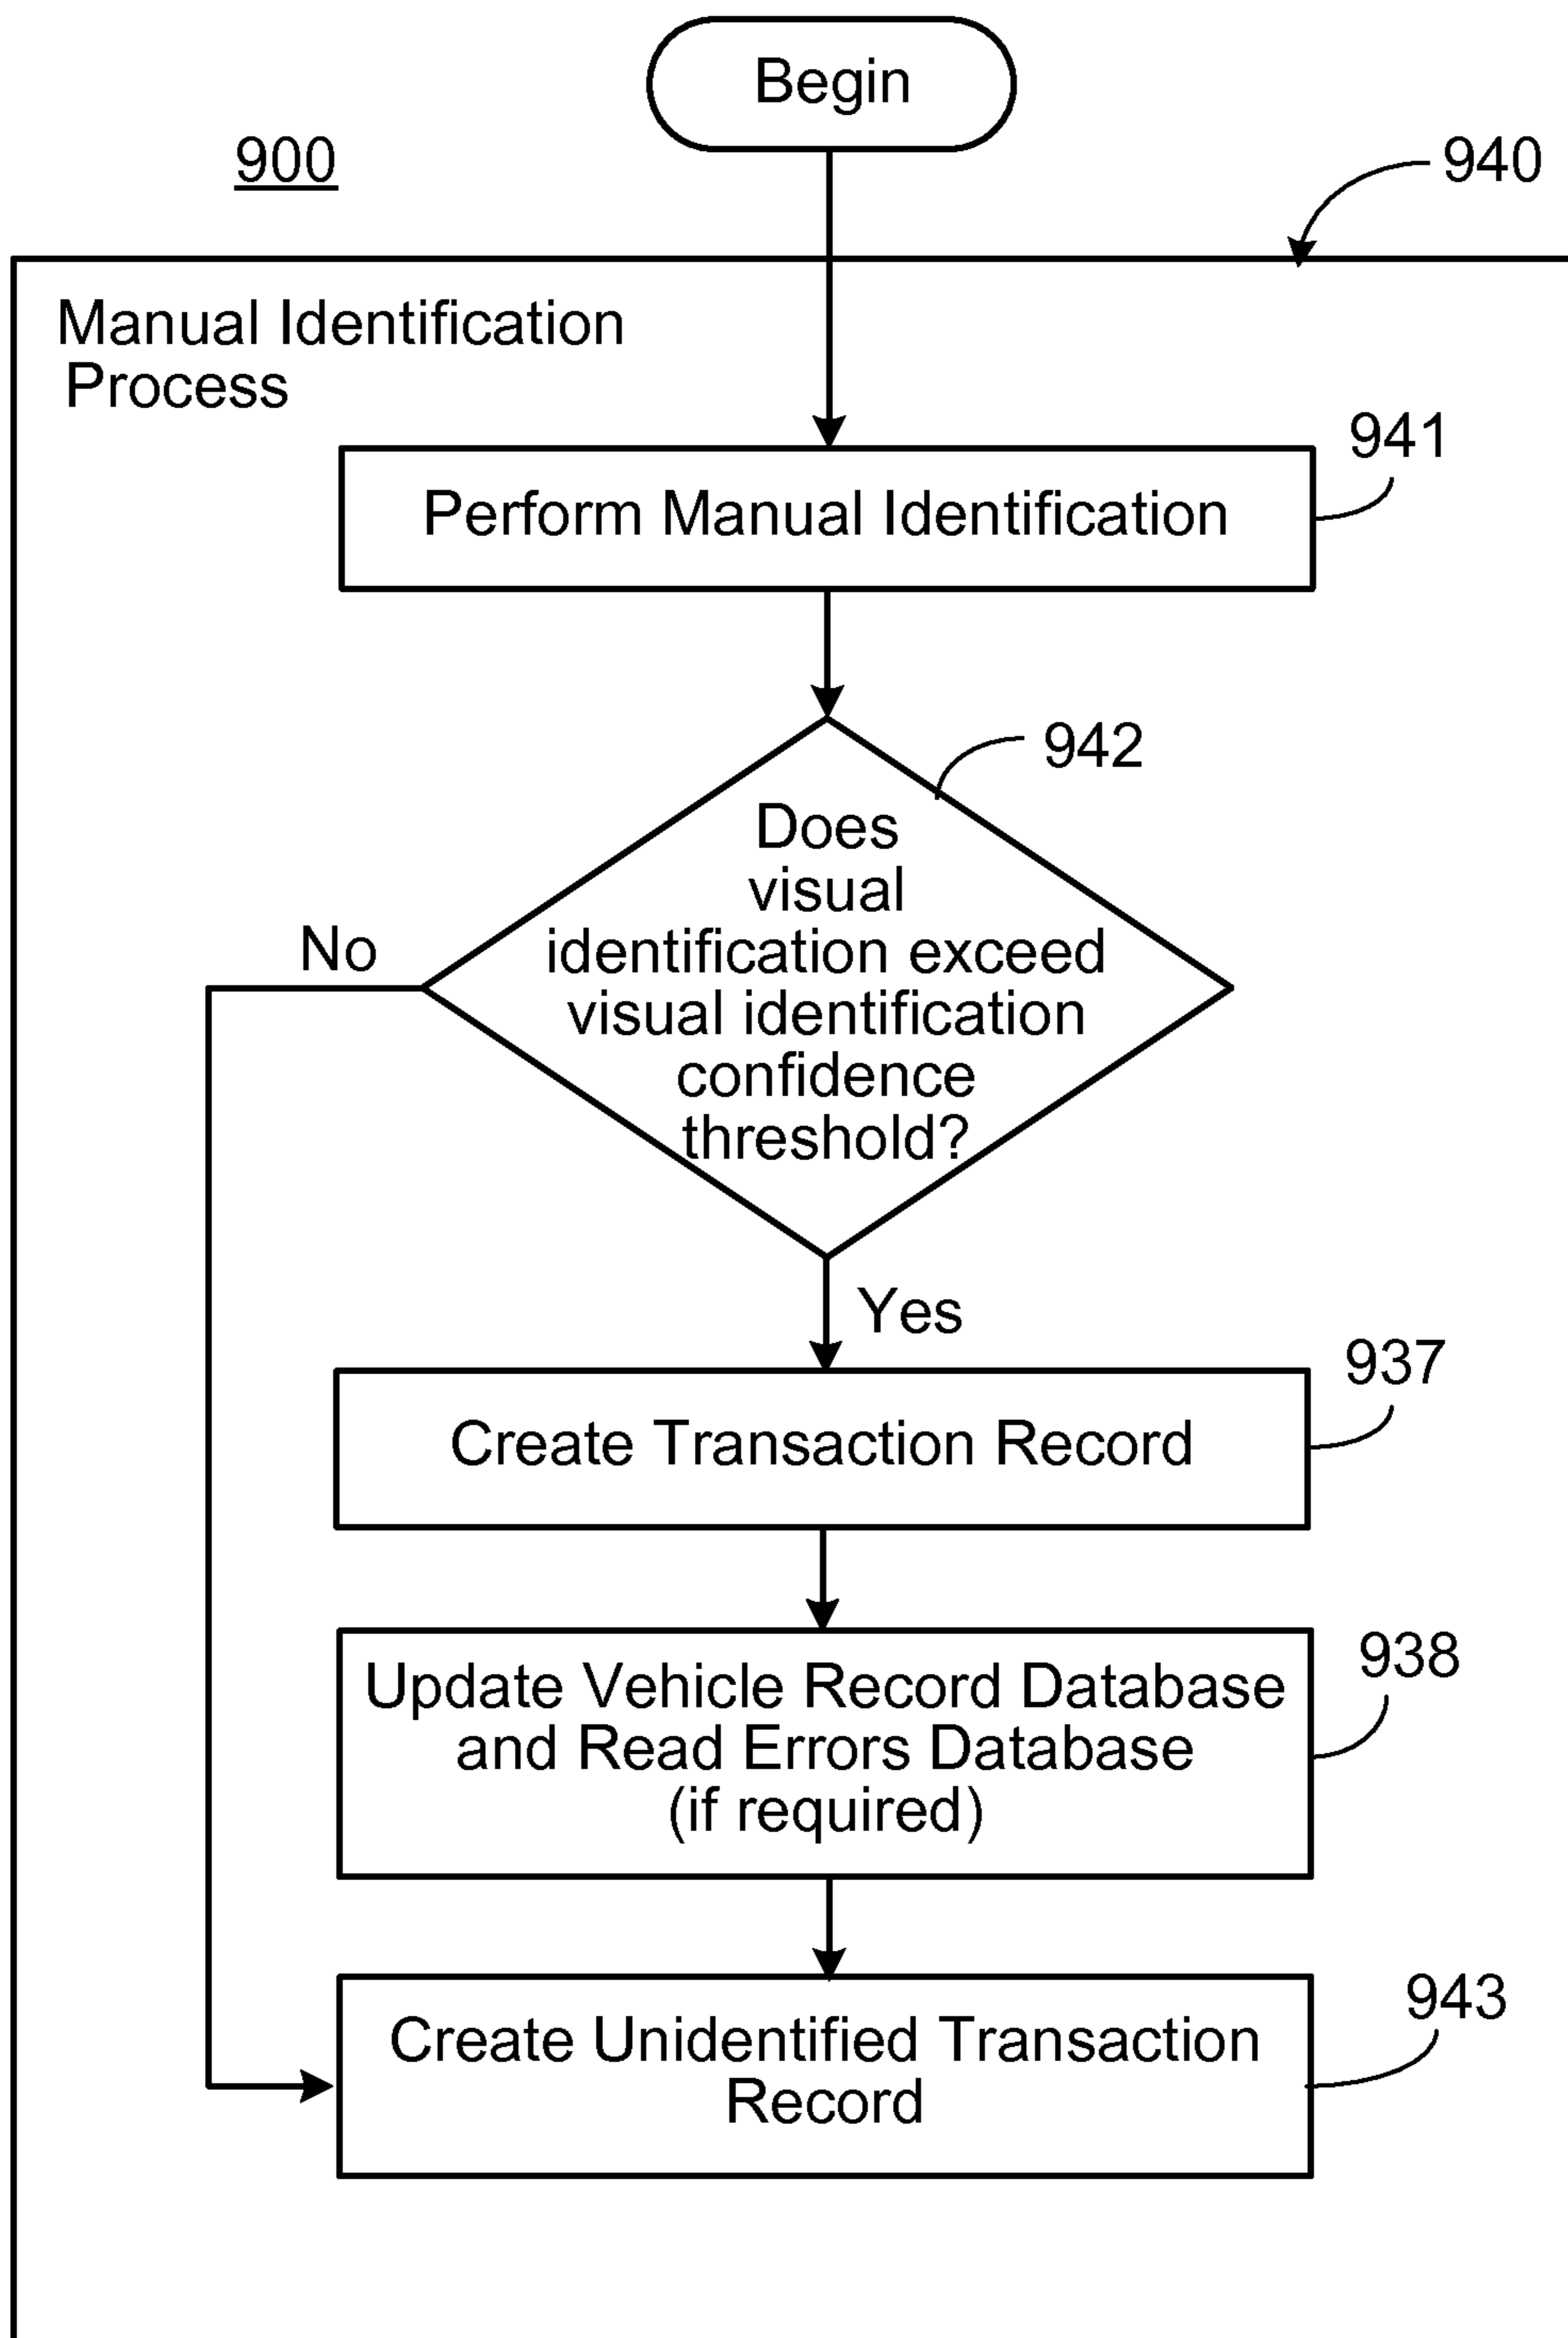 Begin
900
940
Manual Identification
Process
941
Perform Manual Identification
942
Does
visual
identification exceed
visual identification
confidence
threshold?
No
Yes
937
Create Transaction Record
938
Update Vehicle Record Database
and Read Errors Database
(if required)
943
Create Unidentified Transaction
Record